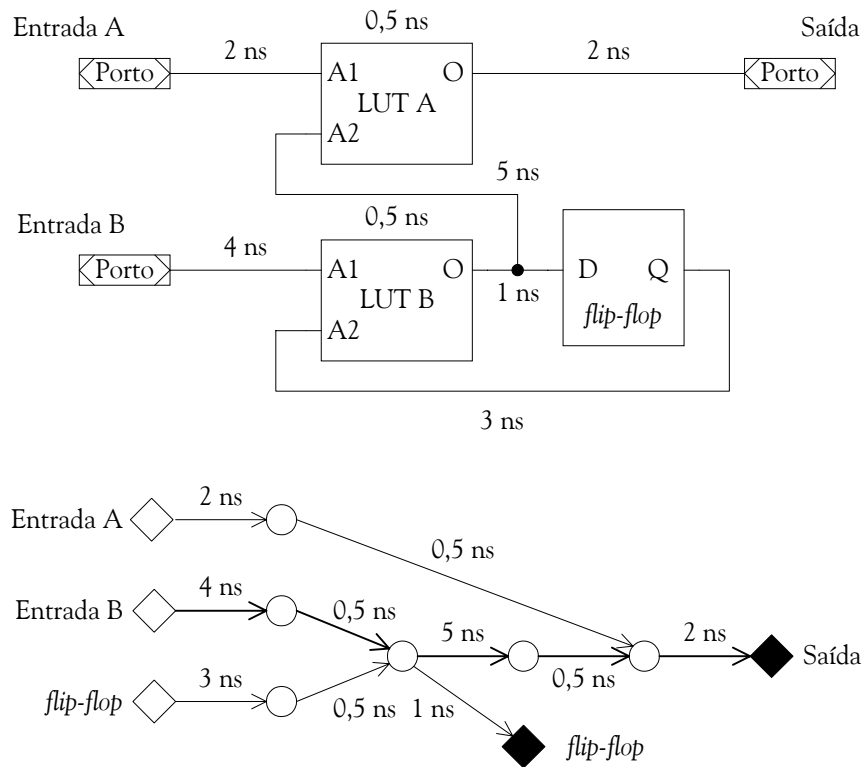 Entrada A 0,5 ns Saída
Porto 2 ns A1 O 2 ns Porto
LUT A
A2
5 ns
Entrada B 0,5 ns
Porto 4 ns A1 O D Q
1 ns
LUT B flip-flop
A2
3 ns
Entrada A 2 ns
0,5 ns
Entrada B 4 ns 0,5 ns
5 ns 0,5 ns 2 ns Saída
flip-flop 3 ns 0,5 ns 1 ns
flip-flop